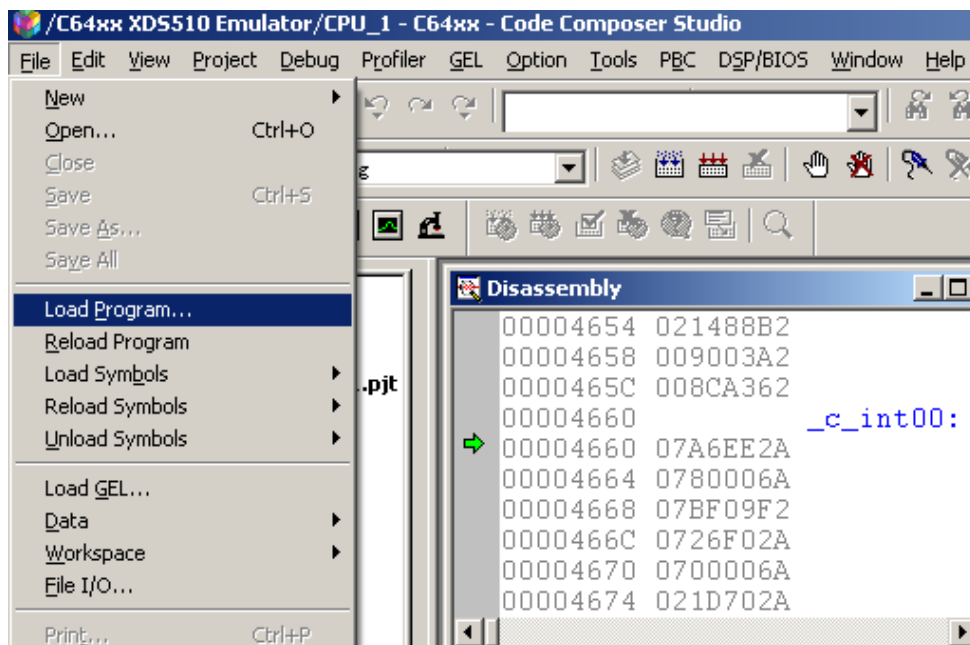 /C64xx XDS510 Emulator/CPU_1 - C64xx - Code Composer Studio
File Edit View Project Debug Profiler GEL Option Tools PBC DSP/BIOS Window Help
New
Open... Ctrl+O
Close
Save Ctrl+S
Save As...
Save All
Load Program...
Reload Program
Load Symbols
Reload Symbols
Unload Symbols
Load GEL...
Data
Workspace
File I/O...
Print... Ctrl+P
.pjt
Disassembly
00004654 021488B2
00004658 009003A2
0000465C 008CA362
00004660 _c_int00:
00004660 07A6EE2A
00004664 0780006A
00004668 07BF09F2
0000466C 0726F02A
00004670 0700006A
00004674 021D702A